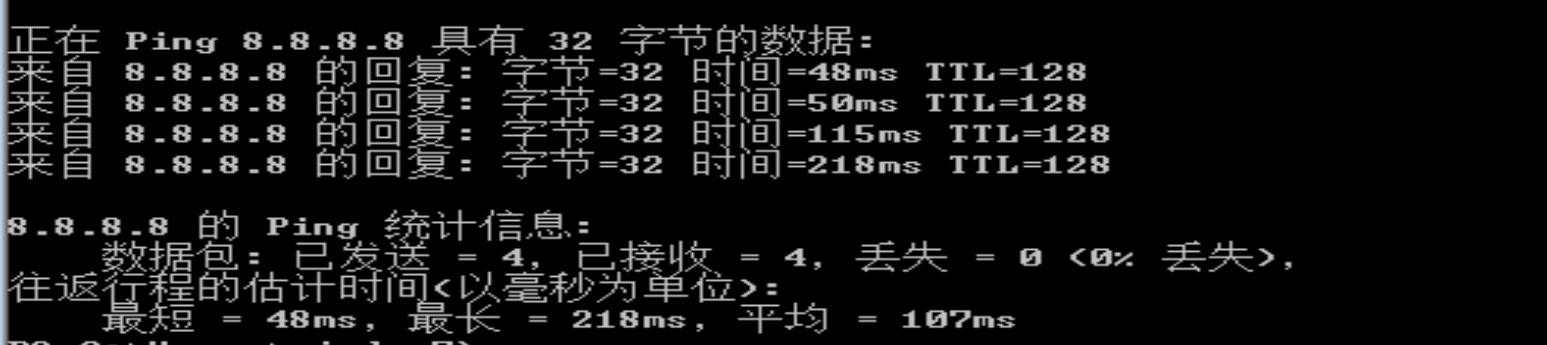 正在 Ping 8.8.8.8 具有 32 字节的数据:
来自 8.8.8.8 的回复: 字节=32 时间=48ms TTL=128
来自 8.8.8.8 的回复: 字节=32 时间=50ms TTL=128
来自 8.8.8.8 的回复: 字节=32 时间=115ms TTL=128
来自 8.8.8.8 的回复: 字节=32 时间=218ms TTL=128
8.8.8.8 的 Ping 统计信息:
数据包: 已发送 = 4, 已接收 = 4, 丢失 = 0 (0% 丢失),
往返行程的估计时间(以毫秒为单位):
最短 = 48ms, 最长 = 218ms, 平均 = 107ms